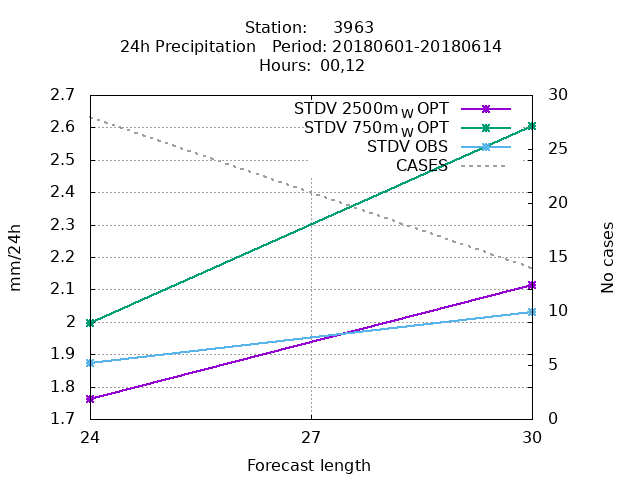 Station: 3963
24h Precipitation Period: 20180601-20180614
Hours: 00,12
STDV 2500m_W OPT
STDV 750m_W OPT
STDV OBS
CASES
2.7
2.6
2.5
2.4
2.3
2.2
2.1
2
1.9
1.8
1.7
mm/24h
30
25
20
15
10
5
0
No cases
24 27 30
Forecast length